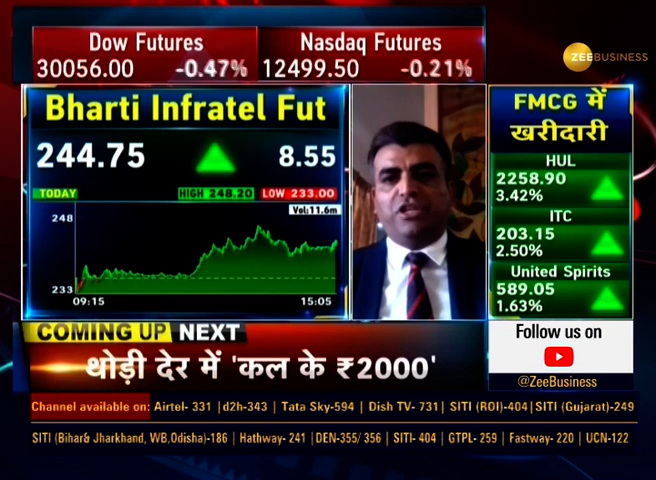 Dow Futures
30056.00 -0.47%
Nasdaq Futures
12499.50 -0.21%
ZEEBUSINESS
Bharti Infratel Fut
244.75 8.55
TODAY HIGH 248.20 LOW 233.00
Vol:11.6m
248
233
09:15 15:05
FMCG में
खरीदारी
HUL
2258.90
3.42%
ITC
203.15
2.50%
United Spirits
589.05
1.63%
COMING UP NEXT
थोड़ी देर में 'कल के ₹2000'
Follow us on
@ZeeBusiness
Channel available on: Airtel- 331 | d2h-343 | Tata Sky-594 | Dish TV- 731| SITI (ROI)-404| SITI (Gujarat)-249
SITI (Bihar& Jharkhand, WB,Odisha)-186 | Hathway- 241 |DEN-355/ 356 | SITI- 404 | GTPL- 259 | Fastway- 220 | UCN-122